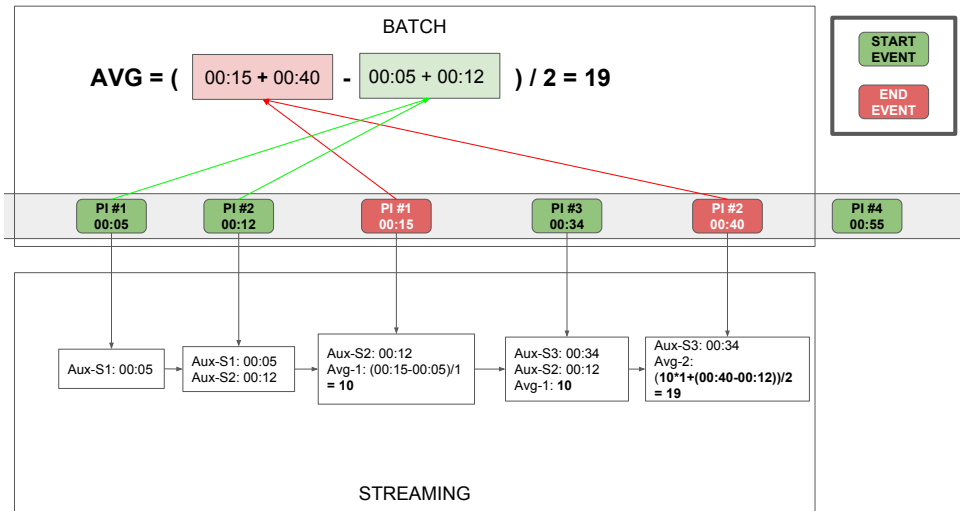 BATCH
AVG = ( 00:15 + 00:40 - 00:05 + 00:12 ) / 2 = 19
START
EVENT
END
EVENT
PI #1
00:05
PI #2
00:12
PI #1
00:15
PI #3
00:34
PI #2
00:40
PI #4
00:55
Aux-S1: 00:05
Aux-S1: 00:05
Aux-S2: 00:12
Aux-S2: 00:12
Avg-1: (00:15-00:05)/1
= 10
Aux-S3: 00:34
Aux-S2: 00:12
Avg-1: 10
Aux-S3: 00:34
Avg-2:
(10*1+(00:40-00:12))/2
= 19
STREAMING